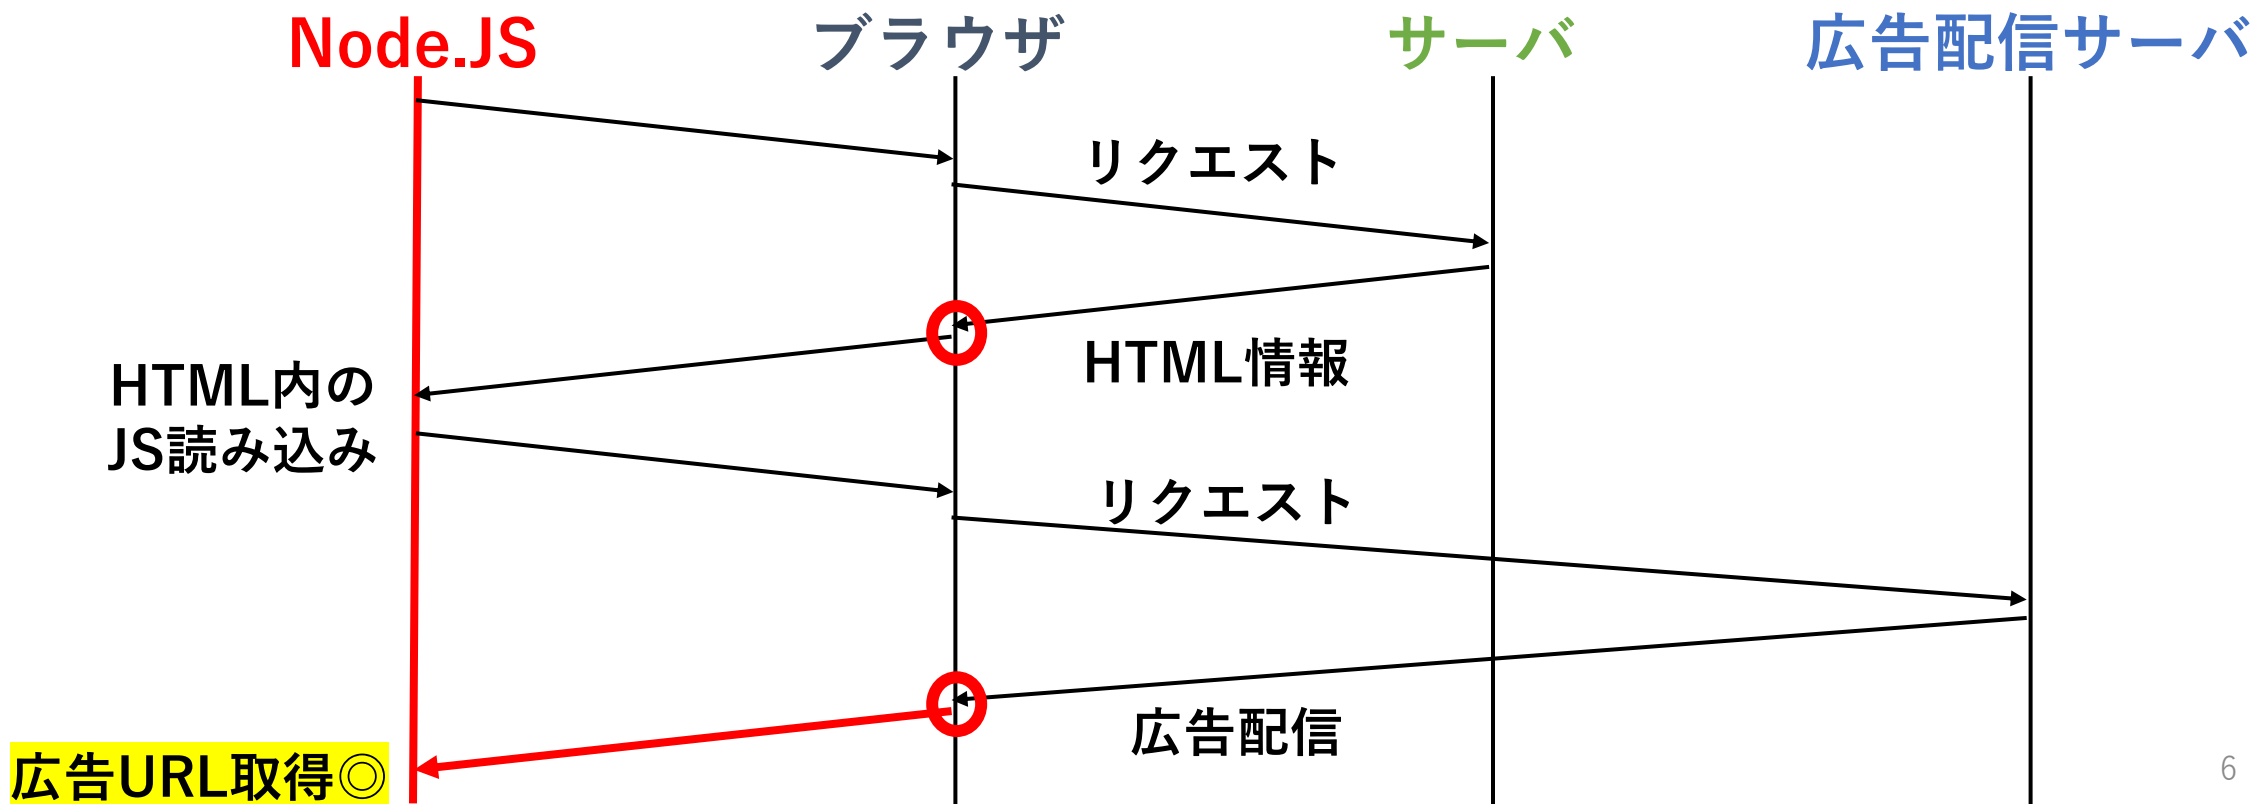 Node.JS
ブラウザ
サーバ
広告配信サーバ
リクエスト
HTML情報
HTML内の
JS読み込み
リクエスト
広告配信
広告URL取得◎
6